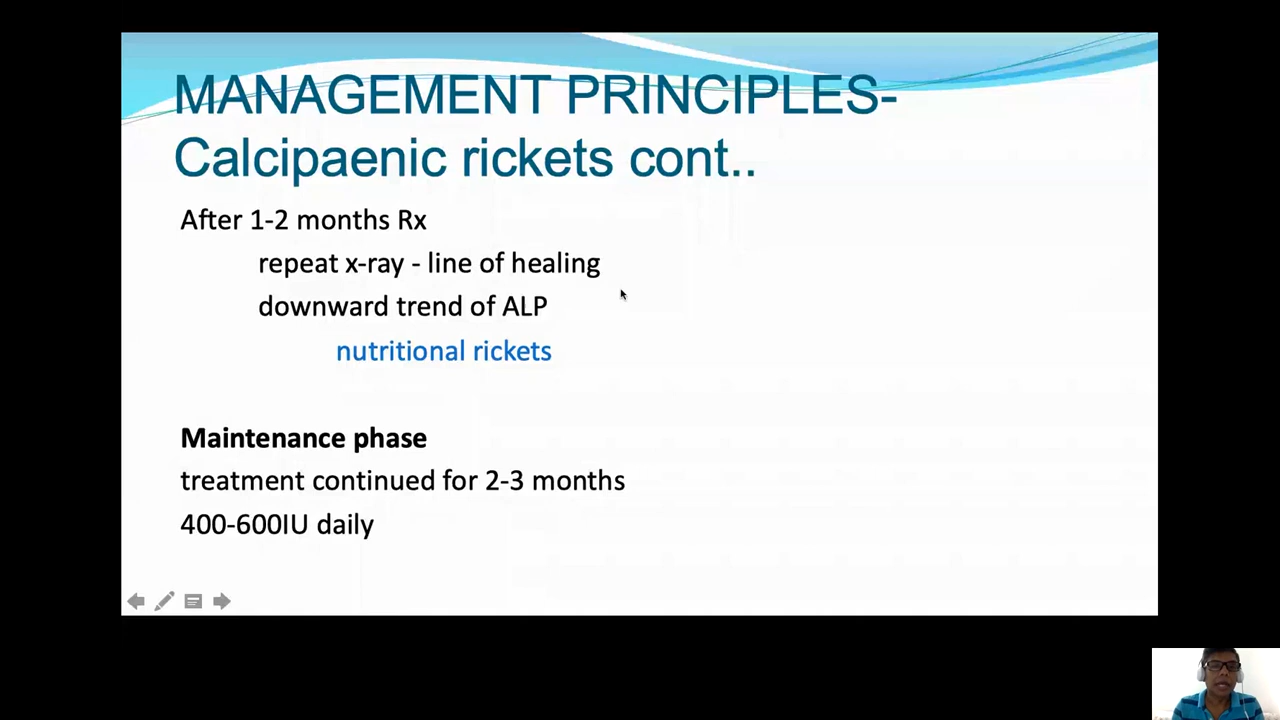 MANAGEMENT PRINCIPLES-
Calcipaenic rickets cont..
After 1-2 months Rx
repeat x-ray - line of healing
downward trend of ALP
nutritional rickets
Maintenance phase
treatment continued for 2-3 months
400-600IU daily